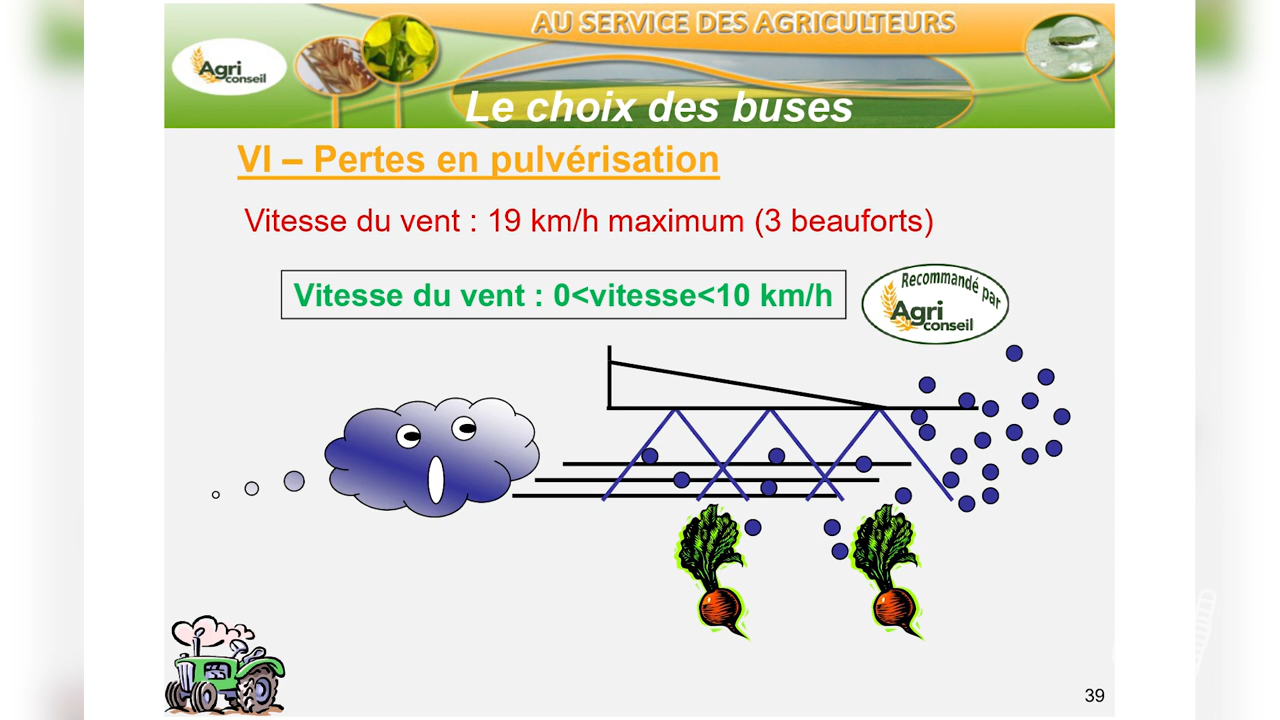 AU SERVICE DES AGRICULTEURS
Agri
conseil
Le choix des buses
VI – Pertes en pulvérisation
Vitesse du vent : 19 km/h maximum (3 beauforts)
Vitesse du vent : 0<vitesse<10 km/h
Recommandé par
Agri
conseil
39